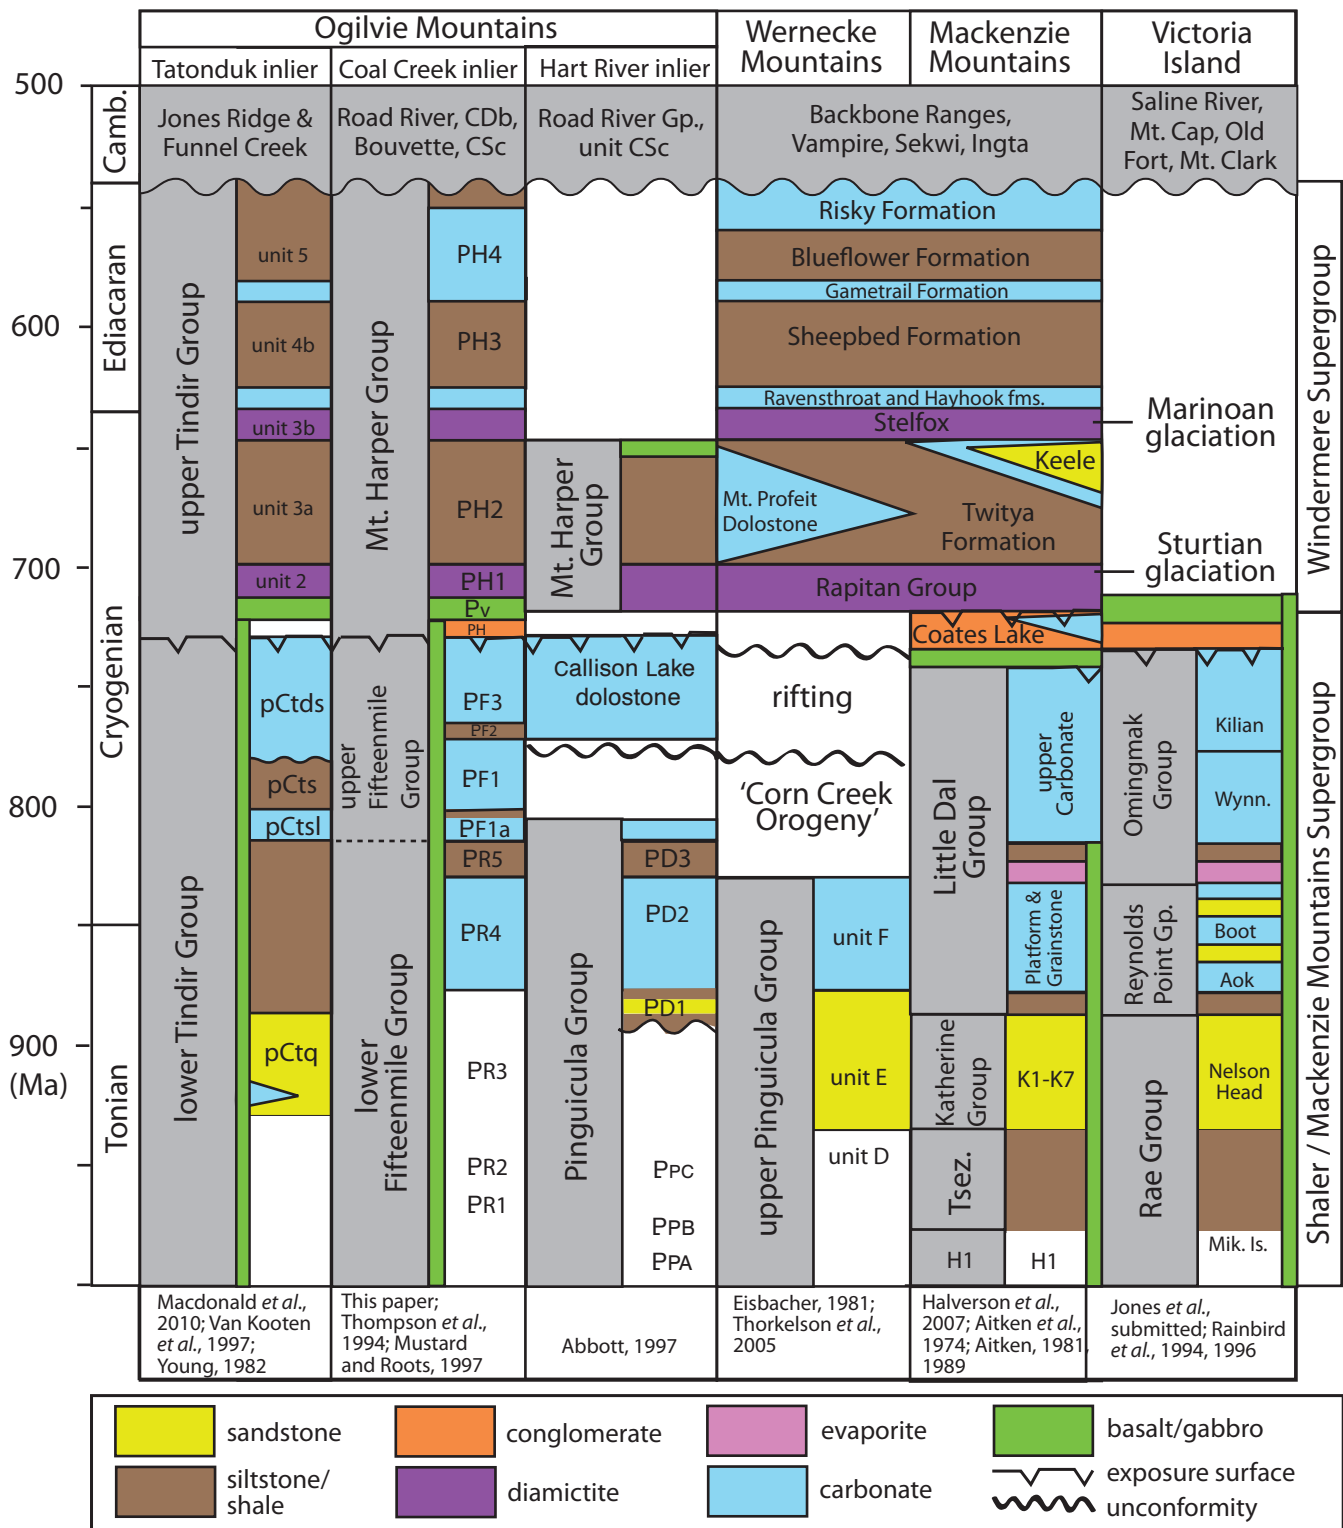 Ogilvie Mountains
Wernecke
Mountains
Mackenzie
Mountains
Victoria
Island
Tatonduk inlier
Coal Creek inlier
Hart River inlier
500
600
700
800
900
(Ma)
Camb.
Ediacaran
Cryogenian
Tonian
Jones Ridge &
Funnel Creek
Road River, CDb,
Bouvette, CSc
Road River Gp.,
unit CSc
Backbone Ranges,
Vampire, Sekwi, Ingta
Saline River,
Mt. Cap, Old
Fort, Mt. Clark
upper Tindir Group
unit 5
unit 4b
unit 3b
unit 3a
unit 2
lower Tindir Group
pCtds
pCts
pCtsl
pCtq
Mt. Harper Group
PH4
PH3
PH2
PH1
Pv
PH
upper
Fifteenmile
Group
PF3
PF2
PF1
PF1a
lower
Fifteenmile Group
PR5
PR4
PR3
PR2
PR1
Mt. Harper
Group
Callison Lake
dolostone
Pinguicula Group
PD3
PD2
PD1
PPC
PPB
PPA
Risky Formation
Blueflower Formation
Gametrail Formation
Sheepbed Formation
Ravensthroat and Hayhook fms.
Stelfox
Keele
Mt. Profeit
Dolostone
Twitya
Formation
Rapitan Group
rifting
'Corn Creek
Orogeny'
upper Pinguicula Group
unit F
unit E
unit D
Coates Lake
Little Dal
Group
upper
Carbonate
Platform &
Grainstone
Katherine
Group
K1-K7
Tsez.
H1
H1
Marinoan
glaciation
Sturtian
glaciation
Omingmak
Group
Kilian
Wynn.
Reynolds
Point Gp.
Boot
Aok
Rae Group
Nelson
Head
Mik. Is.
Windermere Supergroup
Shaler / Mackenzie Mountains Supergroup
Macdonald et al.,
2010; Van Kooten
et al., 1997;
Young, 1982
This paper;
Thompson et al.,
1994; Mustard
and Roots, 1997
Abbott, 1997
Eisbacher, 1981;
Thorkelson et al.,
2005
Halverson et al.,
2007; Aitken et al.,
1974; Aitken, 1981,
1989
Jones et al.,
submitted; Rainbird
et al., 1994, 1996
sandstone
conglomerate
evaporite
basalt/gabbro
siltstone/
shale
diamictite
carbonate
exposure surface
unconformity